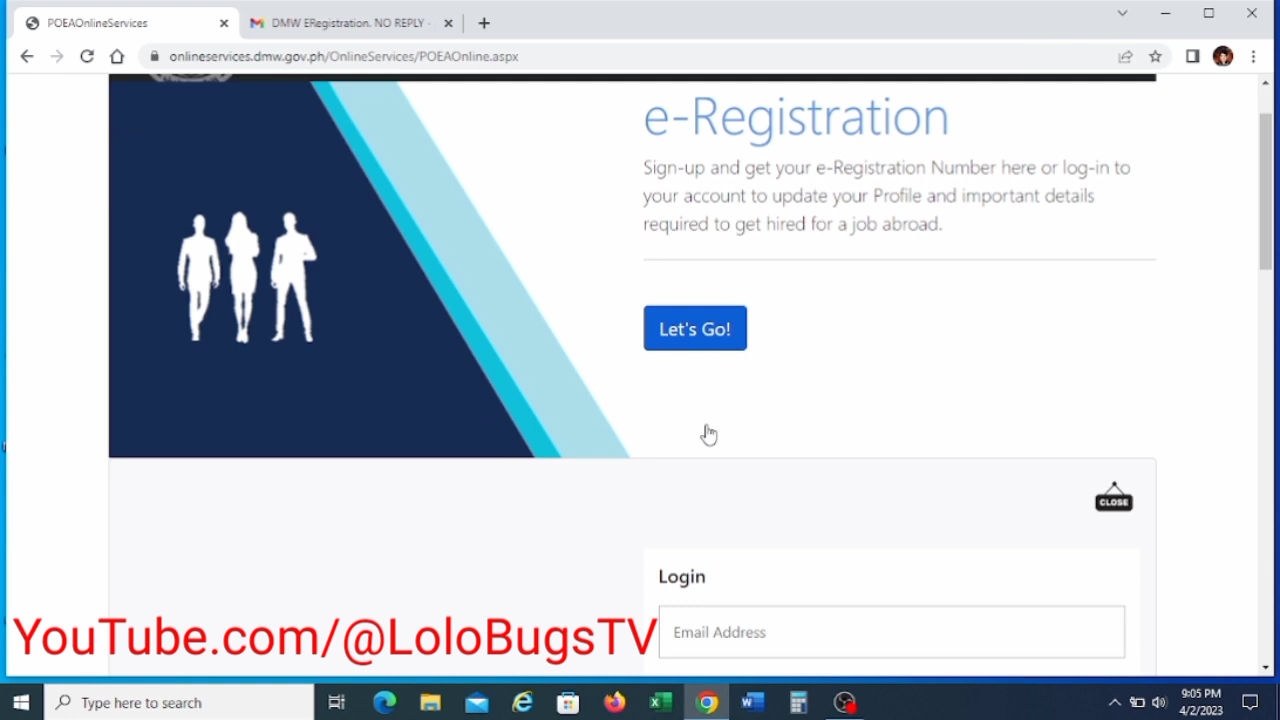 POEAOnlineServices
DMW ERegistration. NO REPLY -
onlineservices.dmw.gov.ph/OnlineServices/POEAOnline.aspx
e-Registration
Sign-up and get your e-Registration Number here or log-in to
your account to update your Profile and important details
required to get hired for a job abroad.
Let's Go!
CLOSE
Login
Email Address
YouTube.com/@LoloBugsTV
Type here to search
9:05 PM
4/2/2023